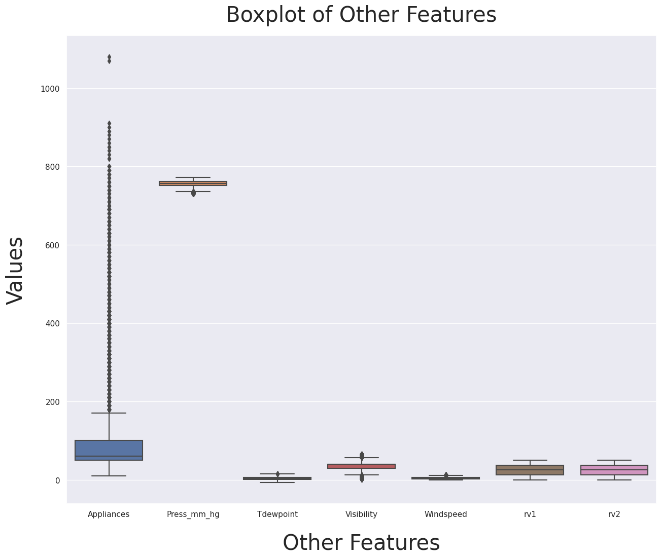 Boxplot of Other Features
Values
1000
800
600
400
200
0
Appliances Press_mm_hg Tdewpoint Visibility Windspeed rv1 rv2
Other Features